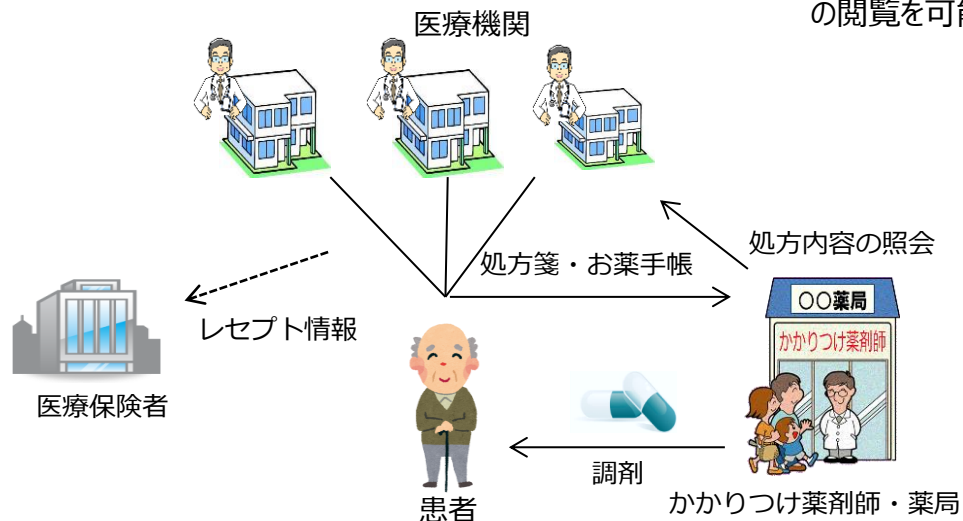 の閲覧を可能
医療機関
処方内容の照会
処方箋・お薬手帳
〇〇薬局
レセプト情報
かかりつけ薬剤師
医療保険者
調剤
患者
かかりつけ薬剤師・薬局